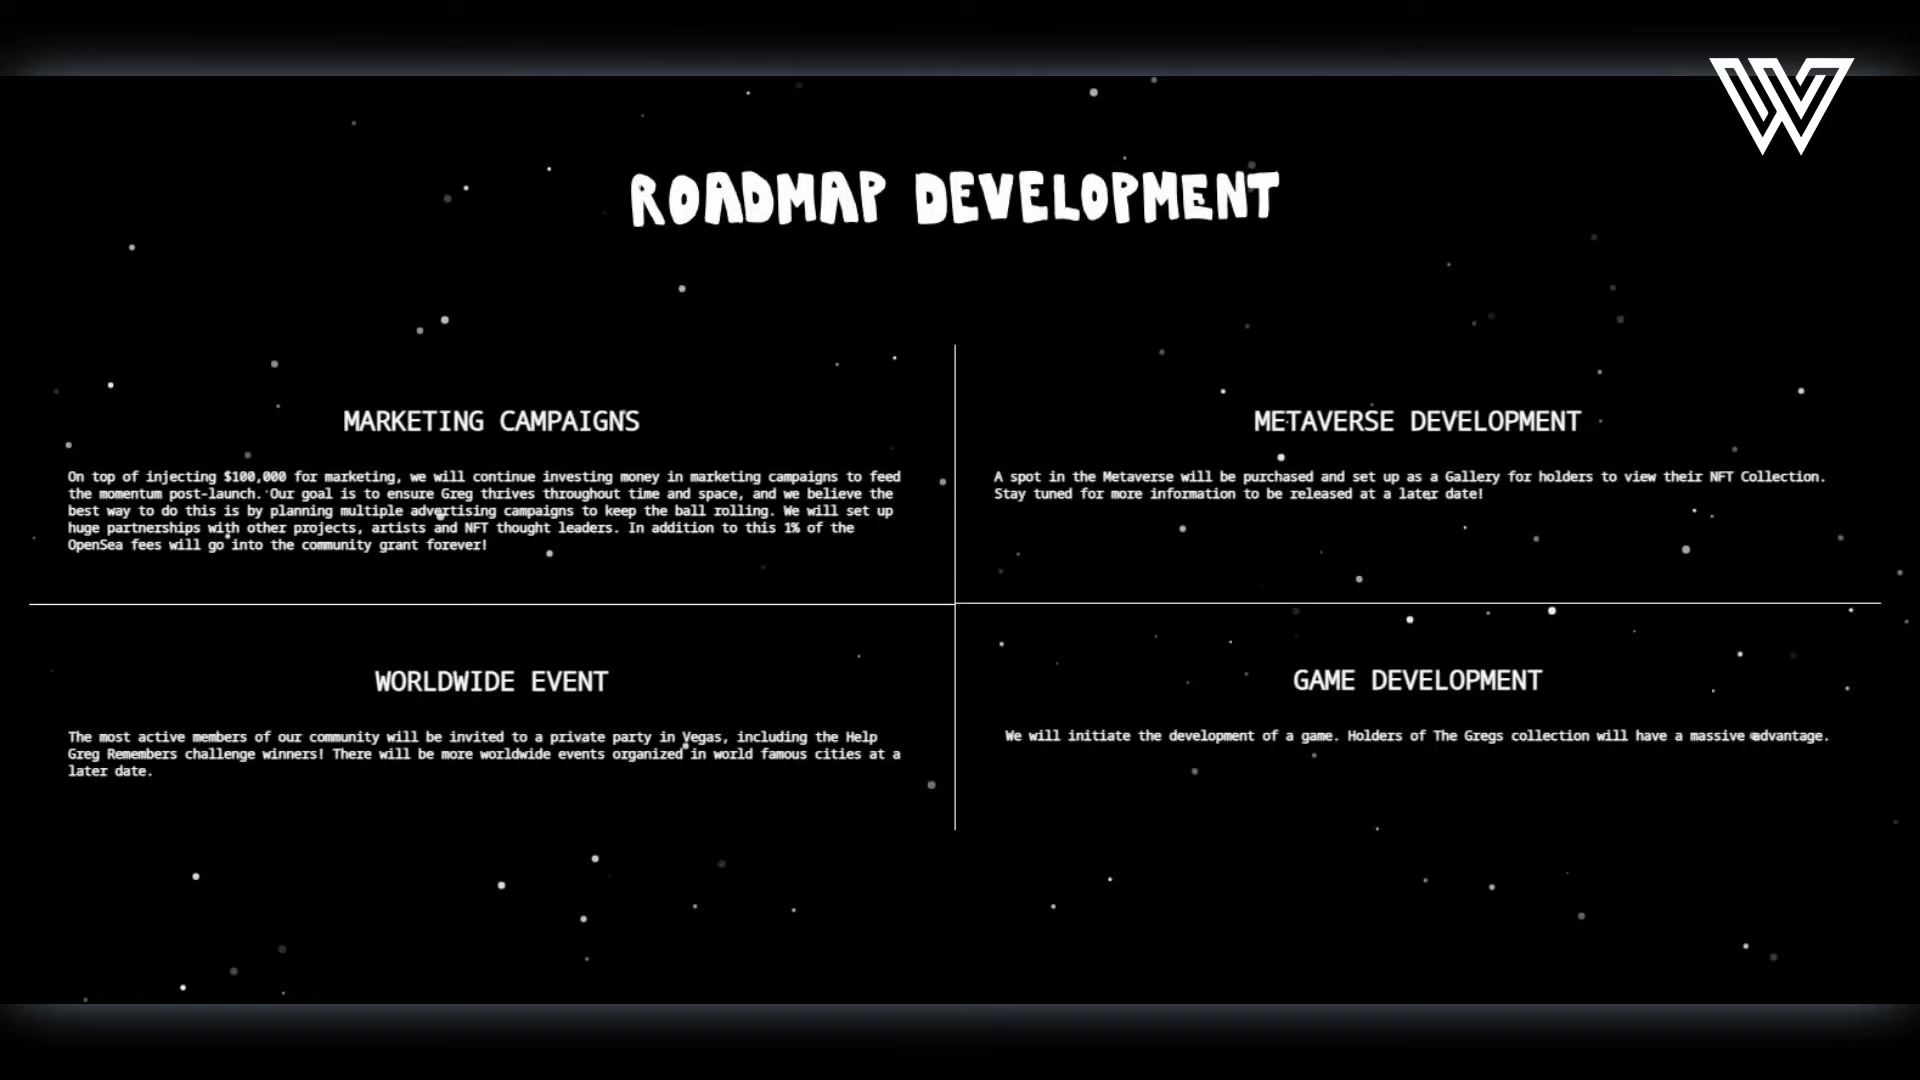 ROADMAP DEVELOPMENT
MARKETING CAMPAIGNS
On top of injecting $100,000 for marketing, we will continue investing money in marketing campaigns to feed
the momentum post-launch. Our goal is to ensure Greg thrives throughout time and space, and we believe the
best way to do this is by planning multiple advertising campaigns to keep the ball rolling. We will set up
huge partnerships with other projects, artists and NFT thought leaders. In addition to this 1% of the
OpenSea fees will go into the community grant forever!
METAVERSE DEVELOPMENT
A spot in the Metaverse will be purchased and set up as a Gallery for holders to view their NFT Collection.
Stay tuned for more information to be released at a later date!
WORLDWIDE EVENT
The most active members of our community will be invited to a private party in Vegas, including the Help
Greg Remembers challenge winners! There will be more worldwide events organized in world famous cities at a
later date.
GAME DEVELOPMENT
We will initiate the development of a game. Holders of The Gregs collection will have a massive advantage.